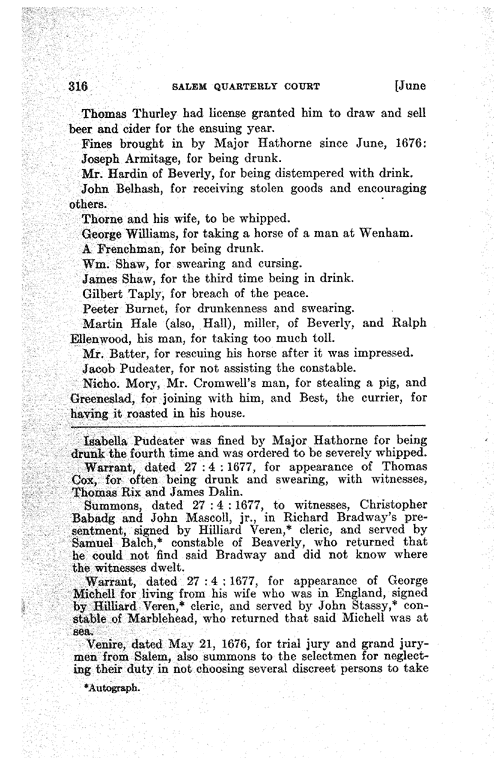 316 SALEM QUARTERLY COURT [June
Thomas Thurley had license granted him to draw and sell
beer and cider for the ensuing year.
Fines brought in by Major Hathorne since June, 1676:
Joseph Armitage, for being drunk.
Mr. Hardin of Beverly, for being distempered with drink.
John Belhash, for receiving stolen goods and encouraging
others.
Thorne and his wife, to be whipped.
George Williams, for taking a horse of a man at Wenham.
A Frenchman, for being drunk.
Wm. Shaw, for swearing and cursing.
James Shaw, for the third time being in drink.
Gilbert Taply, for breach of the peace.
Peeter Burnet, for drunkenness and swearing.
Martin Hale (also, Hall), miller, of Beverly, and Ralph
Ellenwood, his man, for taking too much toll.
Mr. Batter, for rescuing his horse after it was impressed.
Jacob Pudeater, for not assisting the constable.
Nicho. Mory, Mr. Cromwell's man, for stealing a pig, and
Greeneslad, for joining with him, and Best, the currier, for
having it roasted in his house.
Isabella Pudeater was fined by Major Hathorne for being
drunk the fourth time and was ordered to be severely whipped.
Warrant, dated 27 : 4 : 1677, for appearance of Thomas
Cox, for often being drunk and swearing, with witnesses,
Thomas Rix and James Dalin.
Summons, dated 27 : 4 : 1677, to witnesses, Christopher
Babadg and John Mascoll, jr., in Richard Bradway's pre-
sentment, signed by Hilliard Veren,* cleric, and served by
Samuel Balch,* constable of Beaverly, who returned that
he could not find said Bradway and did not know where
the witnesses dwelt.
Warrant, dated 27 : 4 : 1677, for appearance of George
Michell for living from his wife who was in England, signed
by Hilliard Veren,* cleric, and served by John Stassy,* con-
stable of Marblehead, who returned that said Michell was at
sea.
Venire, dated May 21, 1676, for trial jury and grand jury-
men from Salem, also summons to the selectmen for neglect-
ing their duty in not choosing several discreet persons to take
*Autograph.